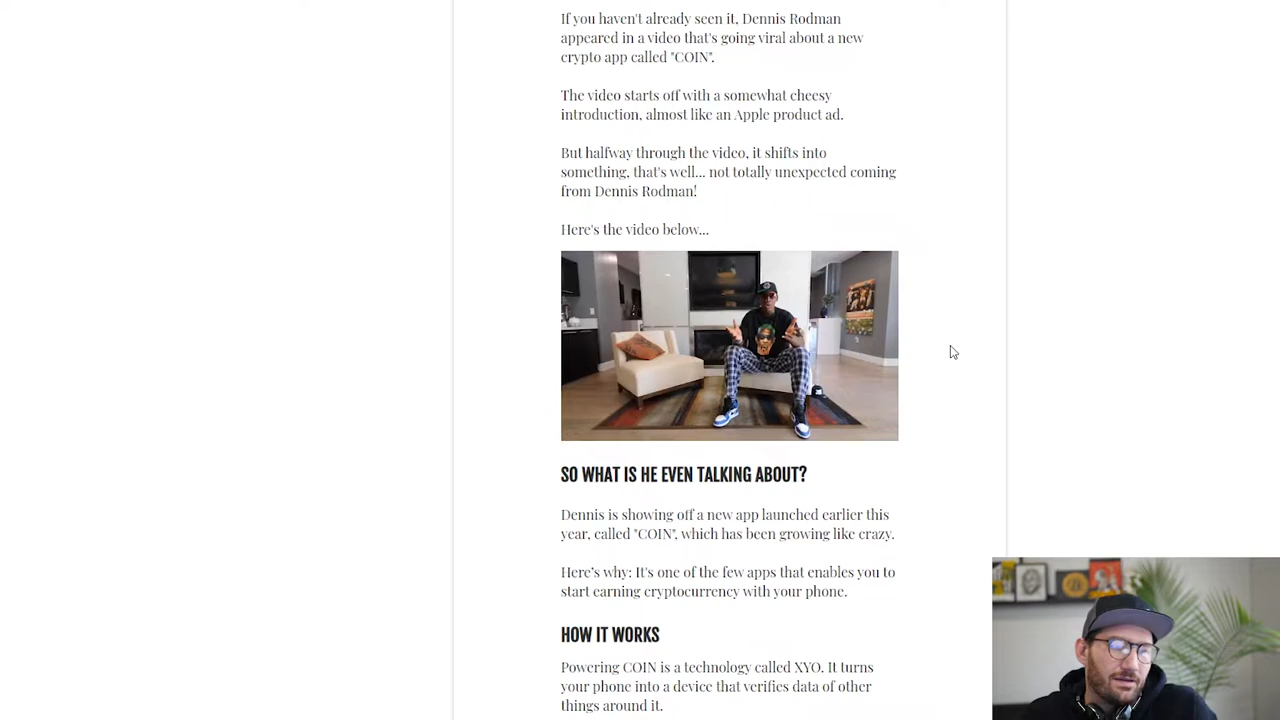 If you haven't already seen it, Dennis Rodman
appeared in a video that's going viral about a new
crypto app called "COIN".
The video starts off with a somewhat cheesy
introduction, almost like an Apple product ad.
But halfway through the video, it shifts into
something, that's well... not totally unexpected coming
from Dennis Rodman!
Here's the video below...
SO WHAT IS HE EVEN TALKING ABOUT?
Dennis is showing off a new app launched earlier this
year, called "COIN", which has been growing like crazy.
Here’s why: It's one of the few apps that enables you to
start earning cryptocurrency with your phone.
HOW IT WORKS
Powering COIN is a technology called XYO. It turns
your phone into a device that verifies data of other
things around it.